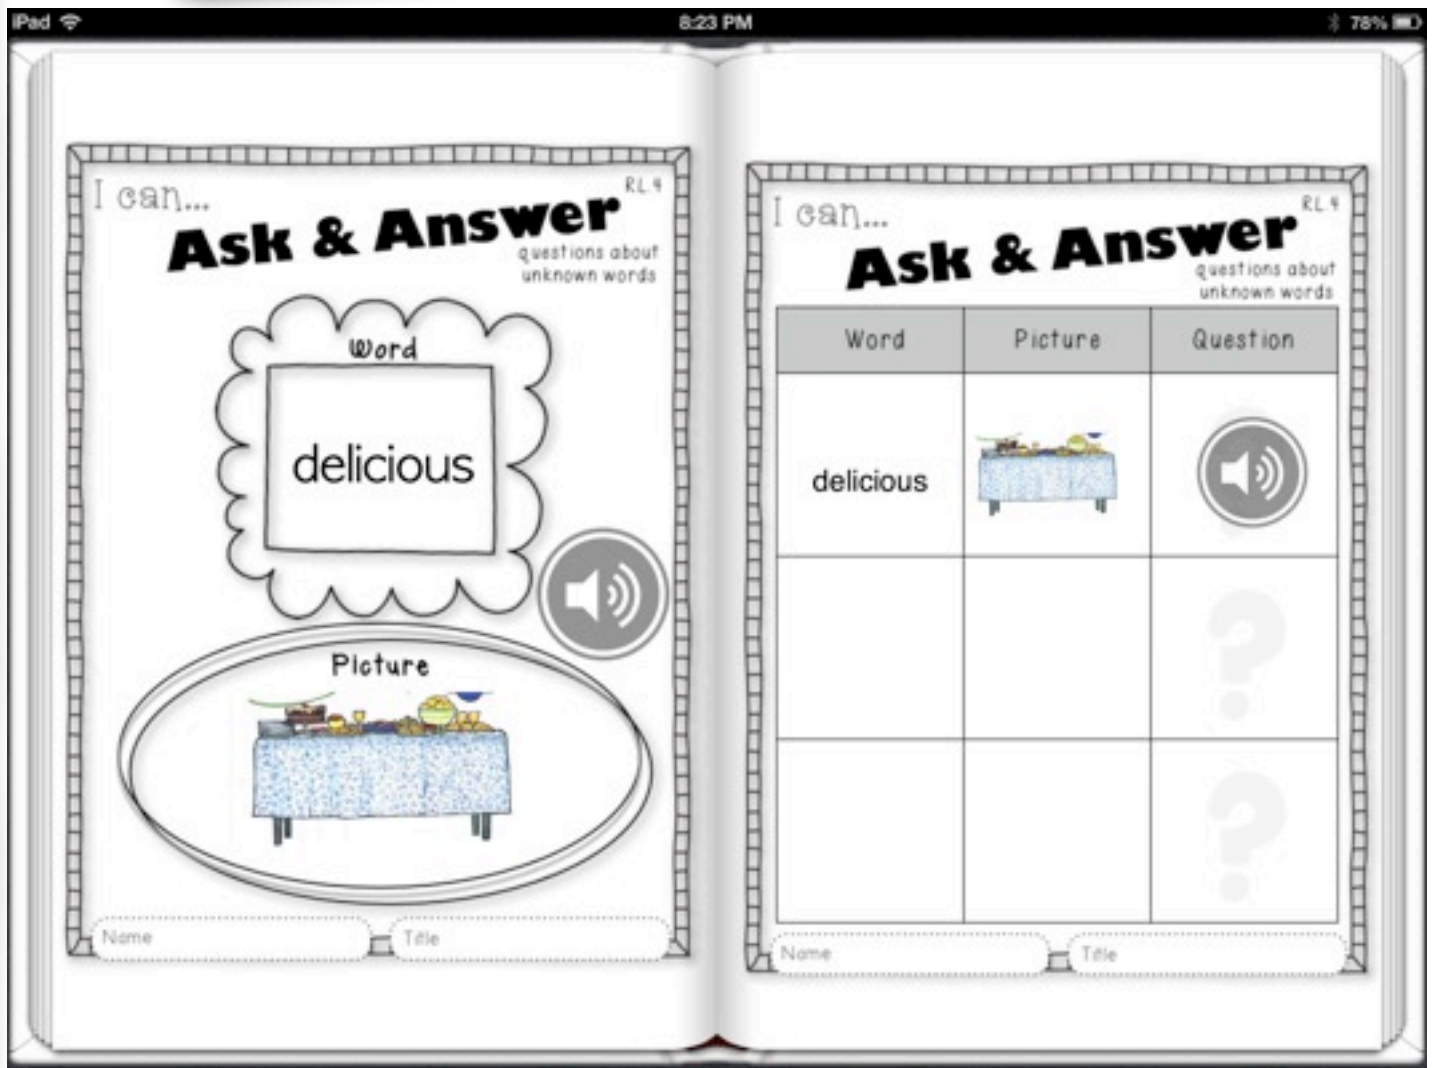 iPad
8:23 PM
78%
I can...
RL.4
Ask & Answer
questions about
unknown words
Word
delicious
Picture
Name
Title
I can...
RL.4
Ask & Answer
questions about
unknown words
Word Picture Question
delicious
?
?
Name
Title